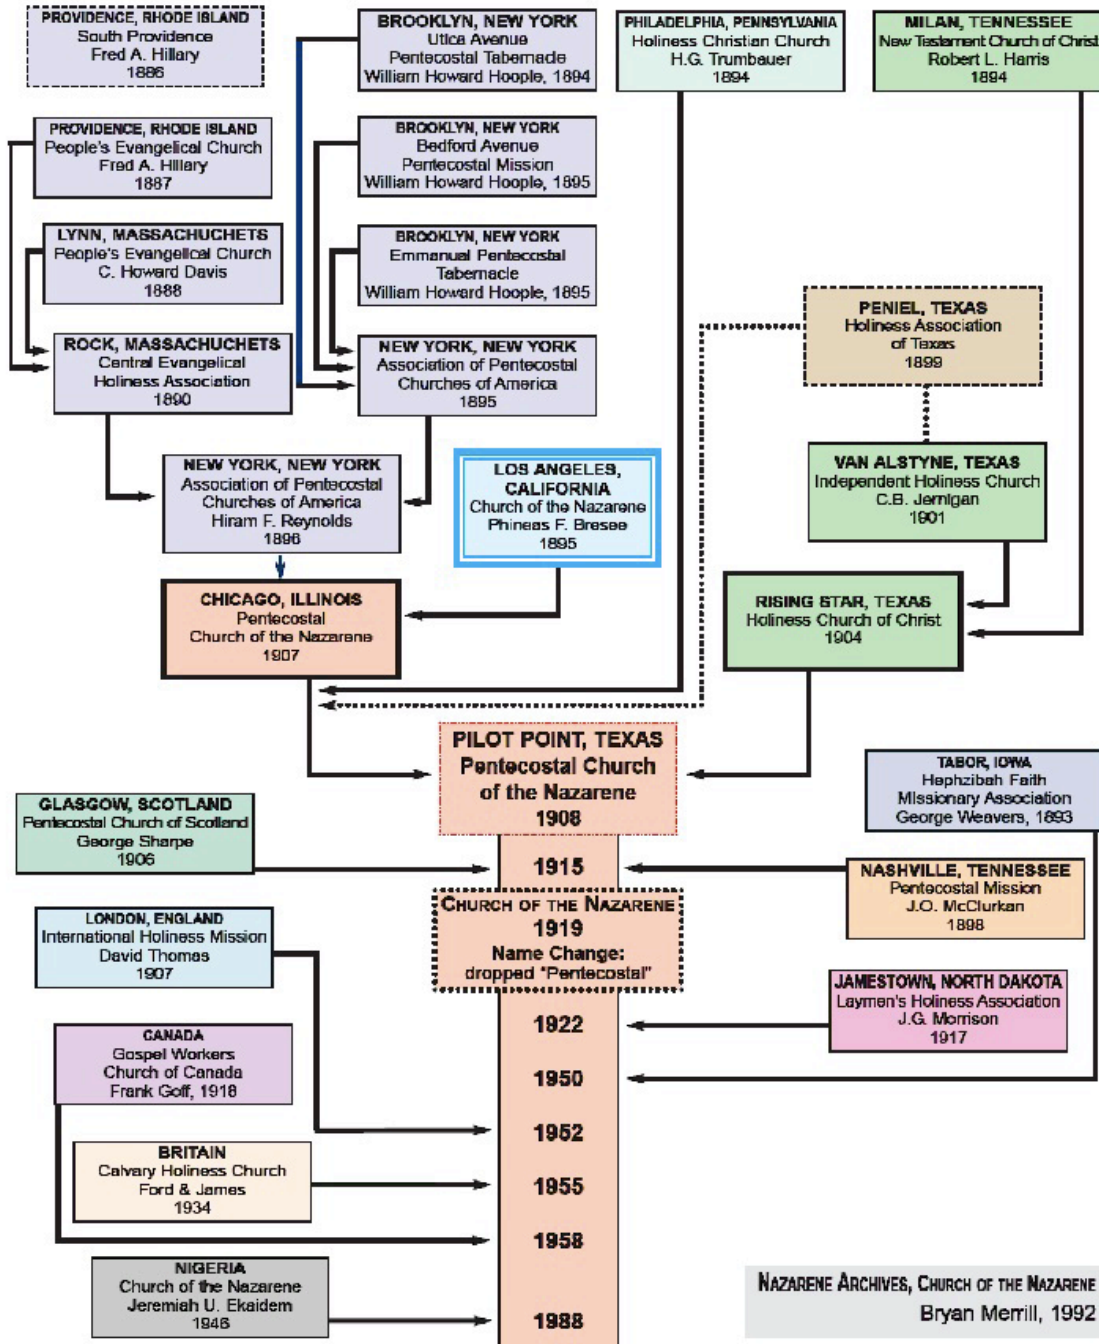 PROVIDENCE, RHODE ISLAND
South Providence
Fred A. Hillary
1886
BROOKLYN, NEW YORK
Utica Avenue
Pentecostal Tabernacle
William Howard Hoople, 1894
PHILADELPHIA, PENNSYLVANIA
Holiness Christian Church
H.G. Trumbauer
1894
MILAN, TENNESSEE
New Testament Church of Christ
Robert L. Harris
1894
PROVIDENCE, RHODE ISLAND
People's Evangelical Church
Fred A. Hillary
1887
BROOKLYN, NEW YORK
Bedford Avenue
Pentecostal Mission
William Howard Hoople, 1895
LYNN, MASSACHUCHETS
People's Evangelical Church
C. Howard Davis
1888
BROOKLYN, NEW YORK
Emmanual Pentecostal
Tabernacle
William Howard Hoople, 1895
PENIEL, TEXAS
Holiness Association
of Texas
1899
ROCK, MASSACHUCHETS
Central Evangelical
Holiness Association
1890
NEW YORK, NEW YORK
Association of Pentecostal
Churches of America
1895
NEW YORK, NEW YORK
Association of Pentecostal
Churches of America
Hiram F. Reynolds
1896
LOS ANGELES,
CALIFORNIA
Church of the Nazarene
Phineas F. Bresee
1895
VAN ALSTYNE, TEXAS
Independent Holiness Church
C.B. Jernigan
1901
CHICAGO, ILLINOIS
Pentecostal
Church of the Nazarene
1907
RISING STAR, TEXAS
Holiness Church of Christ
1904
PILOT POINT, TEXAS
Pentecostal Church
of the Nazarene
1908
TABOR, IOWA
Hephzibah Faith
Missionary Association
George Weavers, 1893
GLASGOW, SCOTLAND
Pentecostal Church of Scotland
George Sharpe
1906
1915
NASHVILLE, TENNESSEE
Pentecostal Mission
J.O. McClurkan
1898
CHURCH OF THE NAZARENE
1919
Name Change:
dropped "Pentecostal"
LONDON, ENGLAND
International Holiness Mission
David Thomas
1907
JAMESTOWN, NORTH DAKOTA
Laymen's Holiness Association
J.G. Morrison
1917
1922
CANADA
Gospel Workers
Church of Canada
Frank Goff, 1918
1950
1952
BRITAIN
Calvary Holiness Church
Ford & James
1934
1955
1958
NIGERIA
Church of the Nazarene
Jeremiah U. Ekaidem
1946
1988
NAZARENE ARCHIVES, CHURCH OF THE NAZARENE
Bryan Merrill, 1992